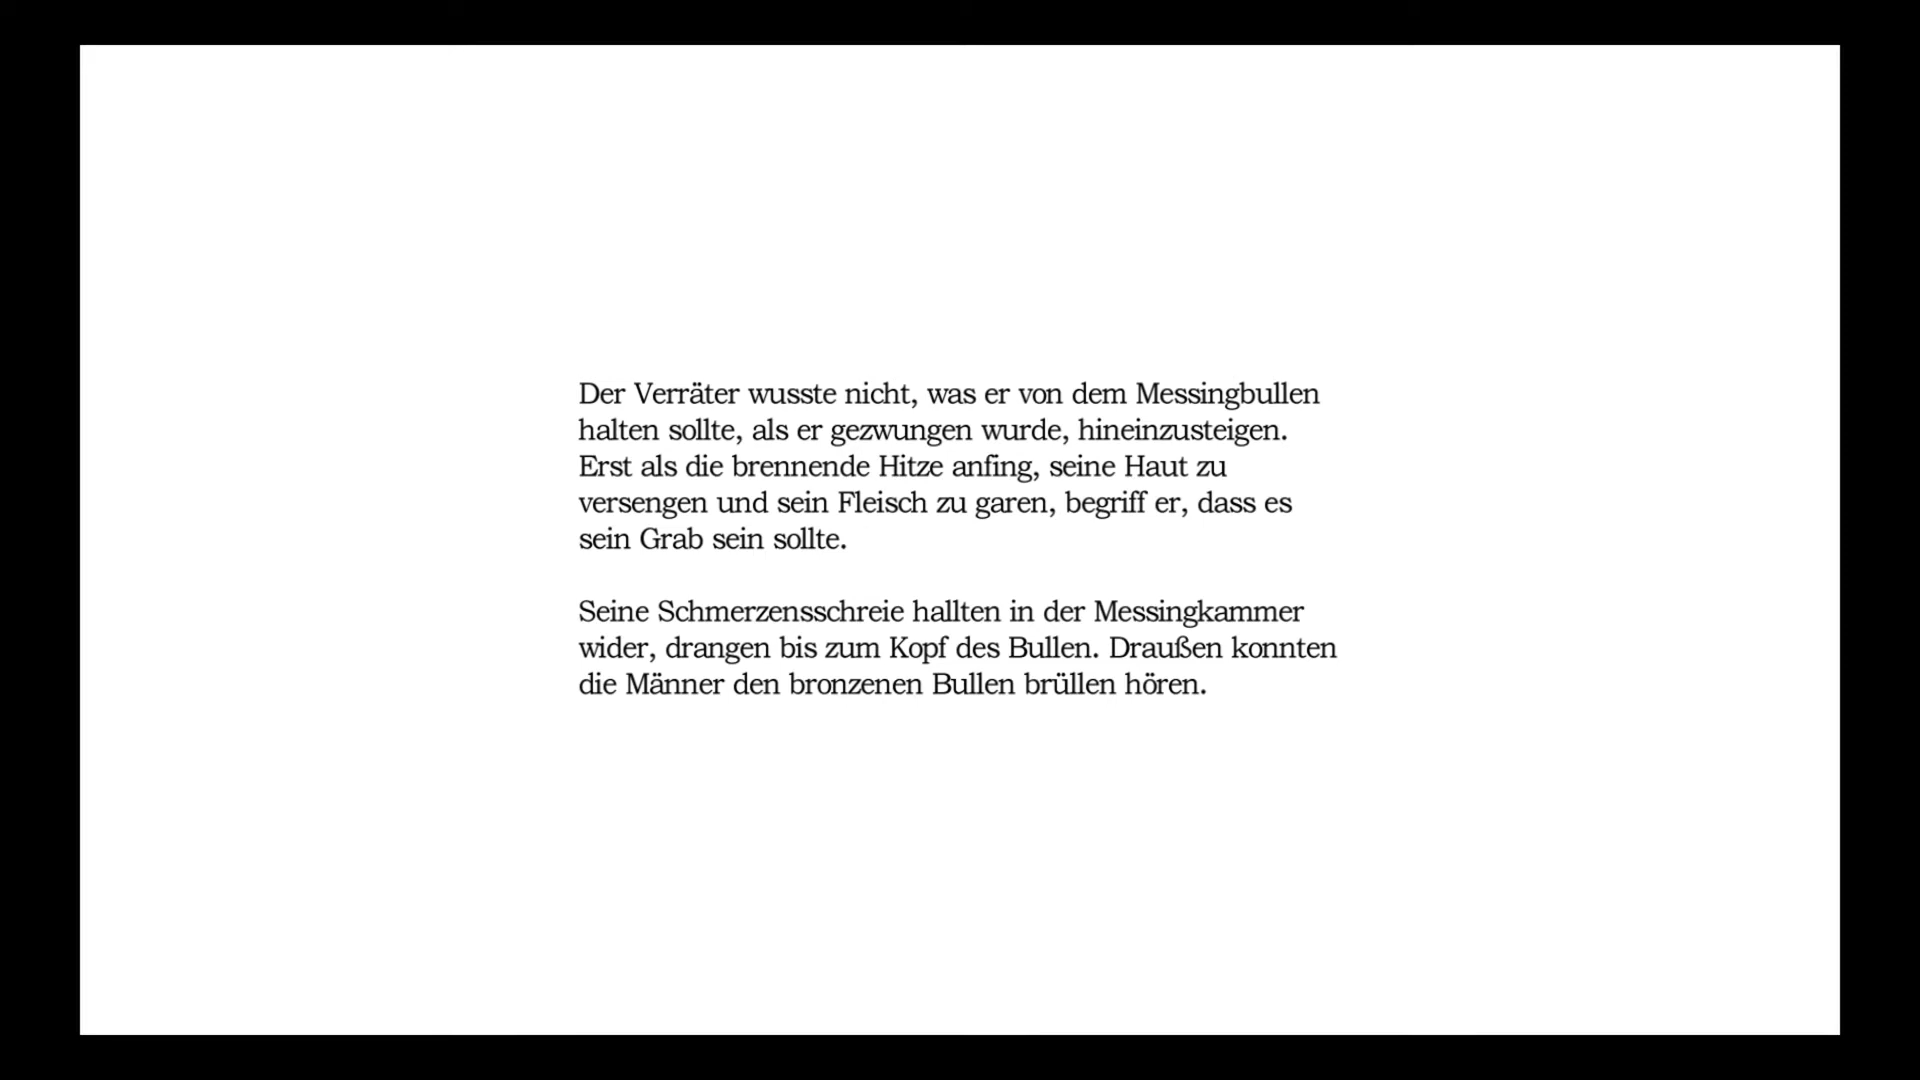 Der Verräter wusste nicht, was er von dem Messingbullen
halten sollte, als er gezwungen wurde, hineinzusteigen.
Erst als die brennende Hitze anfing, seine Haut zu
versengen und sein Fleisch zu garen, begriff er, dass es
sein Grab sein sollte.
Seine Schmerzensschreie hallten in der Messingkammer
wider, drangen bis zum Kopf des Bullen. Draußen konnten
die Männer den bronzenen Bullen brüllen hören.